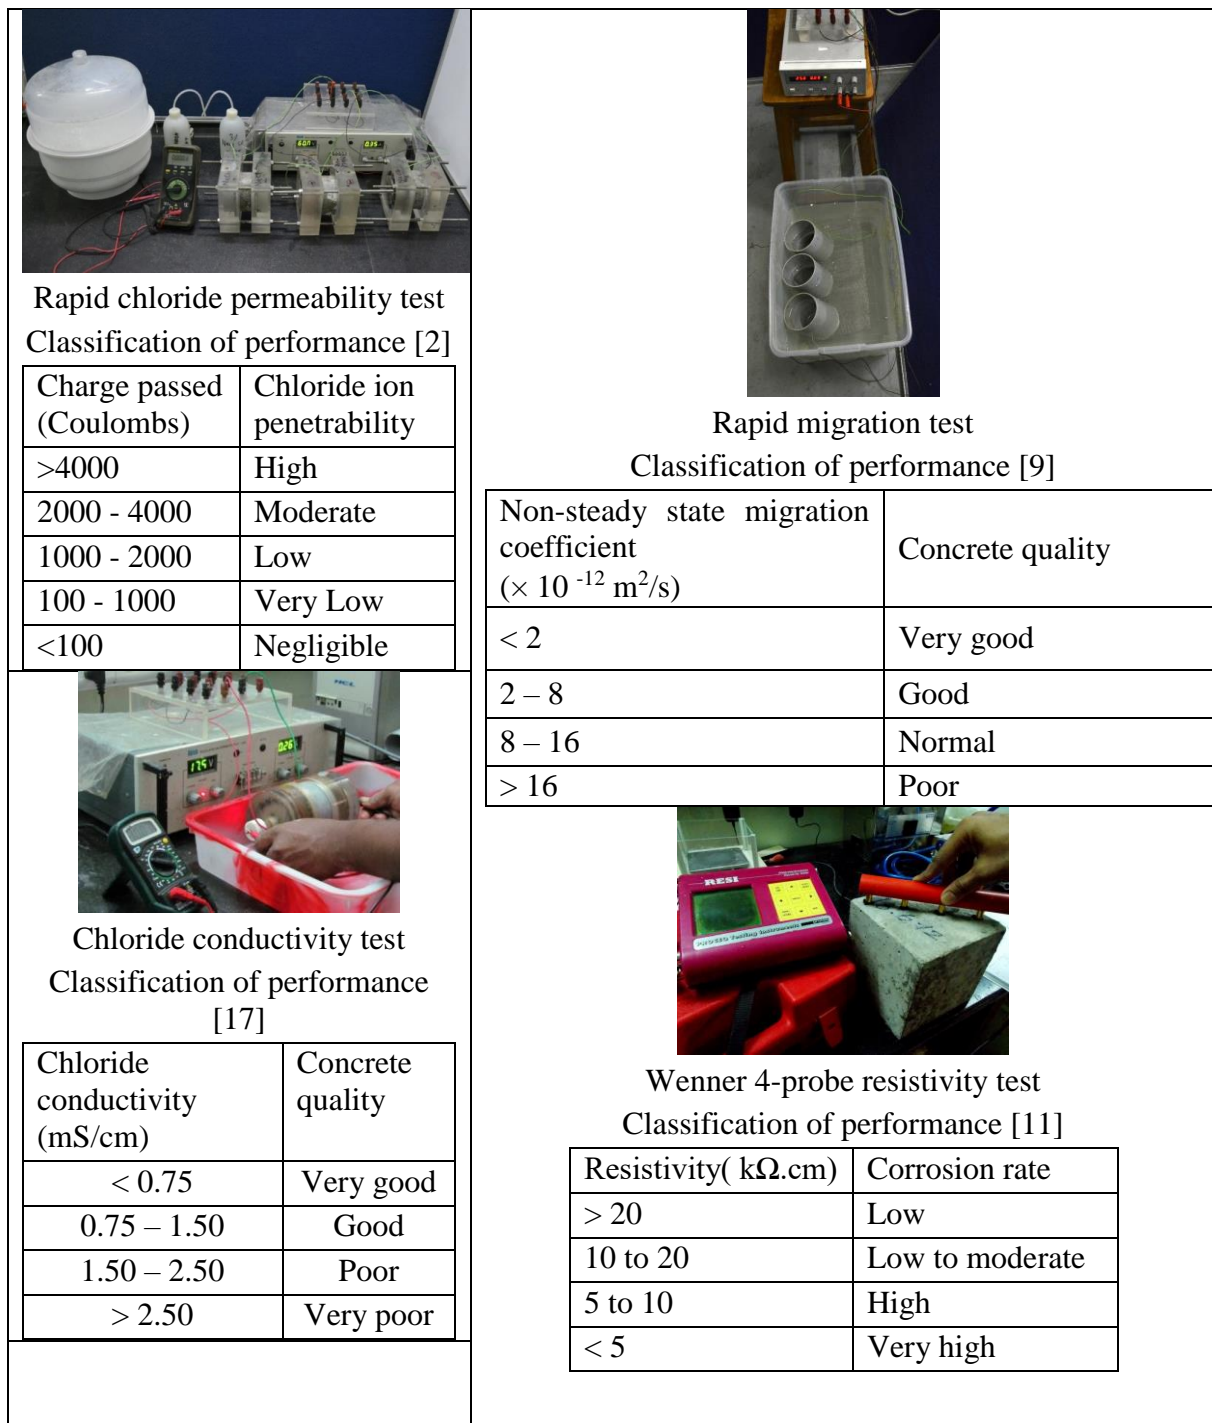 Rapid chloride permeability test
Classification of performance [2]
Charge passed (Coulombs) Chloride ion penetrability
>4000 High
2000 - 4000 Moderate
1000 - 2000 Low
100 - 1000 Very Low
<100 Negligible
Rapid migration test
Classification of performance [9]
Non-steady state migration coefficient (× 10 -12 m2/s) Concrete quality
< 2 Very good
2 – 8 Good
8 – 16 Normal
> 16 Poor
17.5 V
0.26
Chloride conductivity test
Classification of performance
[17]
Chloride conductivity (mS/cm) Concrete quality
< 0.75 Very good
0.75 – 1.50 Good
1.50 – 2.50 Poor
> 2.50 Very poor
RESI
Testing Instruments
Wenner 4-probe resistivity test
Classification of performance [11]
Resistivity( kΩ.cm) Corrosion rate
> 20 Low
10 to 20 Low to moderate
5 to 10 High
< 5 Very high